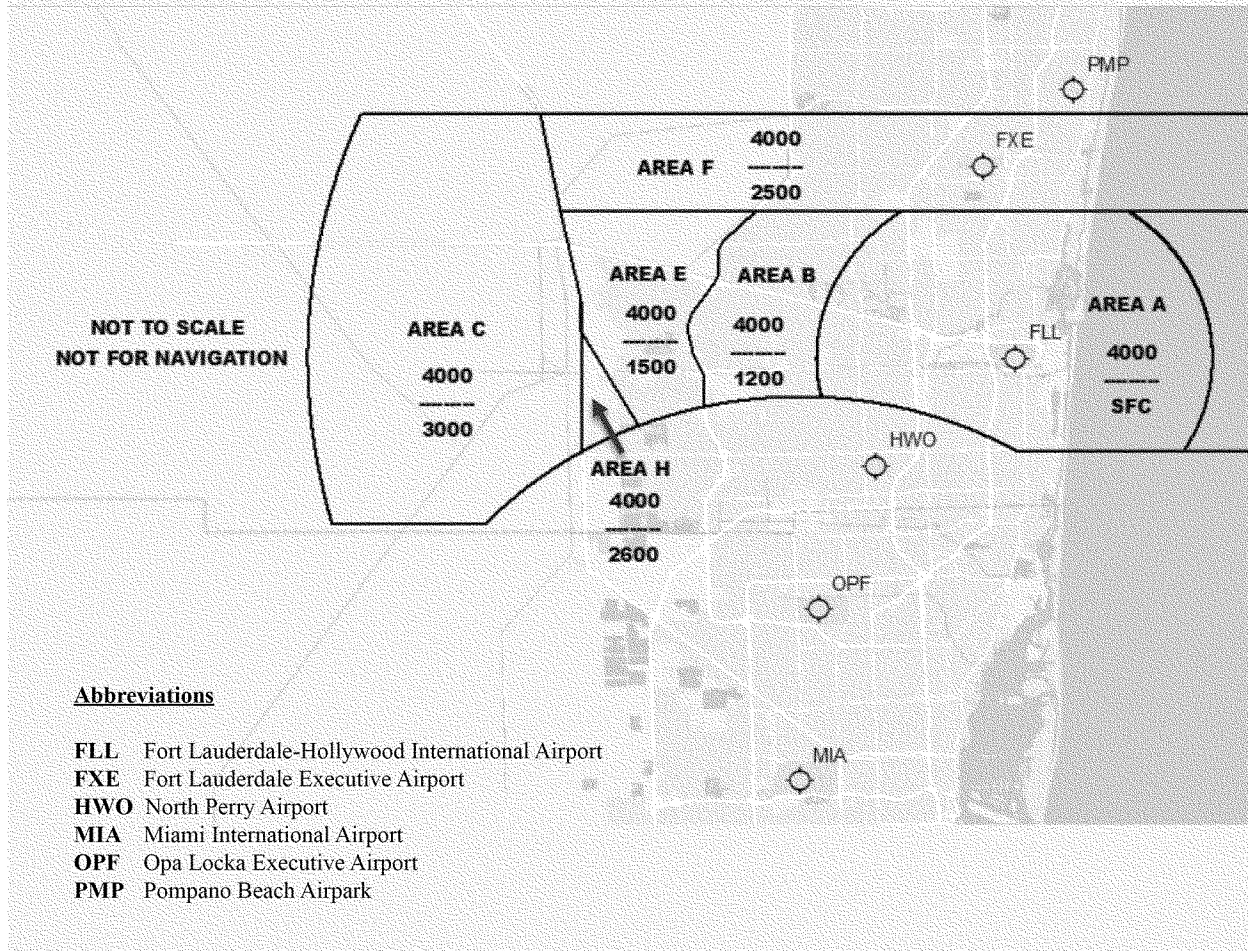 PMP
4000
FXE
AREA F
------
2500
AREA E
AREA B
AREA A
4000
------
1500
4000
------
1200
FLL
4000
------
SFC
NOT TO SCALE
NOT FOR NAVIGATION
AREA C
4000
------
3000
HWO
AREA H
4000
------
2600
OPF
MIA
Abbreviations
FLL Fort Lauderdale-Hollywood International Airport
FXE Fort Lauderdale Executive Airport
HWO North Perry Airport
MIA Miami International Airport
OPF Opa Locka Executive Airport
PMP Pompano Beach Airpark